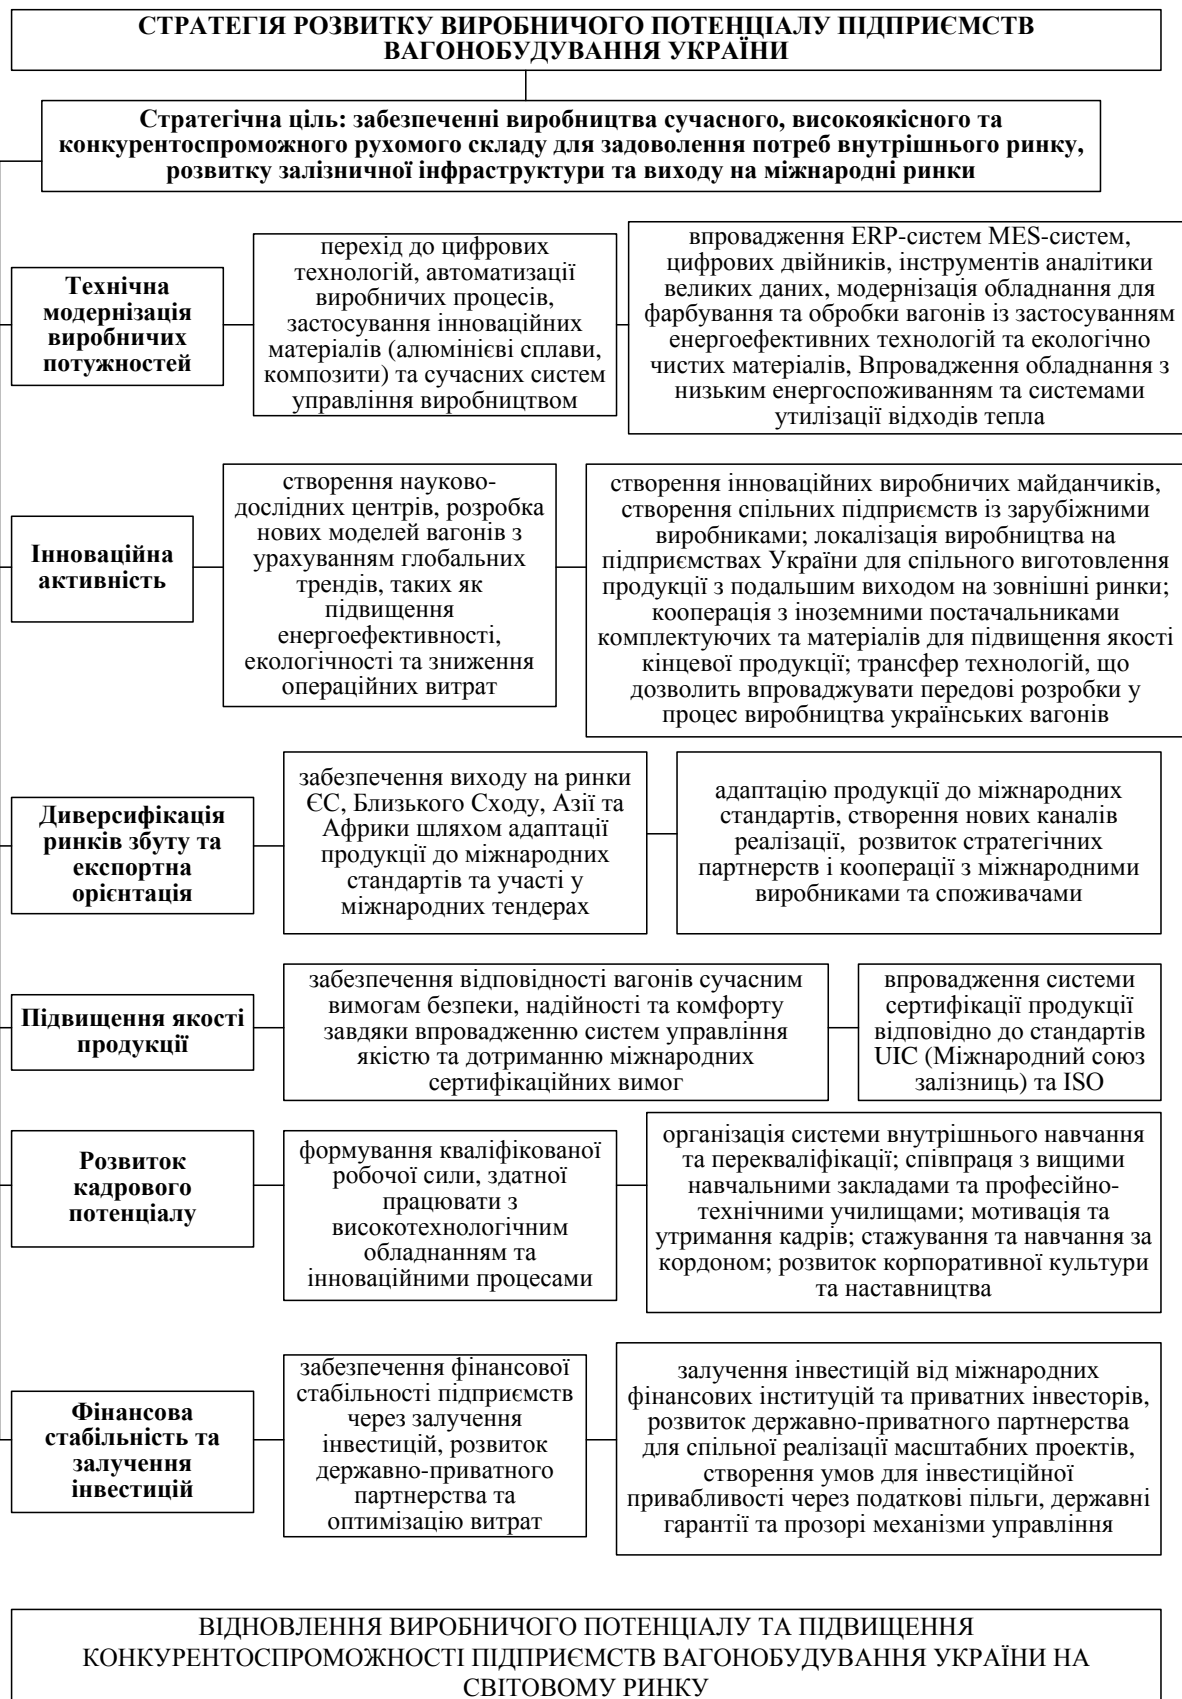 СТРАТЕГІЯ РОЗВИТКУ ВИРОБНИЧОГО ПОТЕНЦІАЛУ ПІДПРИЄМСТВ
ВАГОНОБУДУВАННЯ УКРАЇНИ
Стратегічна ціль: забезпеченні виробництва сучасного, високоякісного та
конкурентоспроможного рухомого складу для задоволення потреб внутрішнього ринку,
розвитку залізничної інфраструктури та виходу на міжнародні ринки
Технічна
модернізація
виробничих
потужностей
перехід до цифрових
технологій, автоматизації
виробничих процесів,
застосування інноваційних
матеріалів (алюмінієві сплави,
композити) та сучасних систем
управління виробництвом
впровадження ERP-систем MES-систем,
цифрових двійників, інструментів аналітики
великих даних, модернізація обладнання для
фарбування та обробки вагонів із застосуванням
енергоефективних технологій та екологічно
чистих матеріалів, Впровадження обладнання з
низьким енергоспоживанням та системами
утилізації відходів тепла
Інноваційна
активність
створення науково-
дослідних центрів, розробка
нових моделей вагонів з
урахуванням глобальних
трендів, таких як
підвищення
енергоефективності,
екологічності та зниження
операційних витрат
створення інноваційних виробничих майданчиків,
створення спільних підприємств із зарубіжними
виробниками; локалізація виробництва на
підприємствах України для спільного виготовлення
продукції з подальшим виходом на зовнішні ринки;
кооперація з іноземними постачальниками
комплектуючих та матеріалів для підвищення якості
кінцевої продукції; трансфер технологій, що
дозволить впроваджувати передові розробки у
процес виробництва українських вагонів
Диверсифікація
ринків збуту та
експортна
орієнтація
забезпечення виходу на ринки
ЄС, Близького Сходу, Азії та
Африки шляхом адаптації
продукції до міжнародних
стандартів та участі у
міжнародних тендерах
адаптацію продукції до міжнародних
стандартів, створення нових каналів
реалізації, розвиток стратегічних
партнерств і кооперації з міжнародними
виробниками та споживачами
Підвищення якості
продукції
забезпечення відповідності вагонів сучасним
вимогам безпеки, надійності та комфорту
завдяки впровадженню систем управління
якістю та дотриманню міжнародних
сертифікаційних вимог
впровадження системи
сертифікації продукції
відповідно до стандартів
UIC (Міжнародний союз
залізниць) та ISO
Розвиток
кадрового
потенціалу
формування кваліфікованої
робочої сили, здатної
працювати з
високотехнологічним
обладнанням та
інноваційними процесами
організація системи внутрішнього навчання
та перекваліфікації; співпраця з вищими
навчальними закладами та професійно-
технічними училищами; мотивація та
утримання кадрів; стажування та навчання за
кордоном; розвиток корпоративної культури
та наставництва
Фінансова
стабільність та
залучення
інвестицій
забезпечення фінансової
стабільності підприємств
через залучення
інвестицій, розвиток
державно-приватного
партнерства та
оптимізацію витрат
залучення інвестицій від міжнародних
фінансових інституцій та приватних інвесторів,
розвиток державно-приватного партнерства
для спільної реалізації масштабних проектів,
створення умов для інвестиційної
привабливості через податкові пільги, державні
гарантії та прозорі механізми управління
ВІДНОВЛЕННЯ ВИРОБНИЧОГО ПОТЕНЦІАЛУ ТА ПІДВИЩЕННЯ
КОНКУРЕНТОСПРОМОЖНОСТІ ПІДПРИЄМСТВ ВАГОНОБУДУВАННЯ УКРАЇНИ НА
СВІТОВОМУ РИНКУ